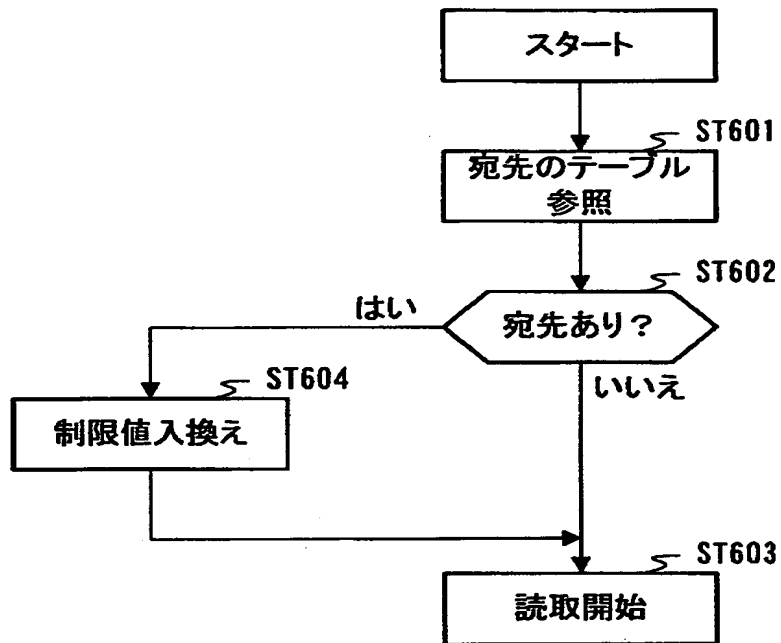 スタート
ST601
宛先のテーブル
参照
ST602
宛先あり？
はい
いいえ
ST604
制限値入換え
ST603
読取開始